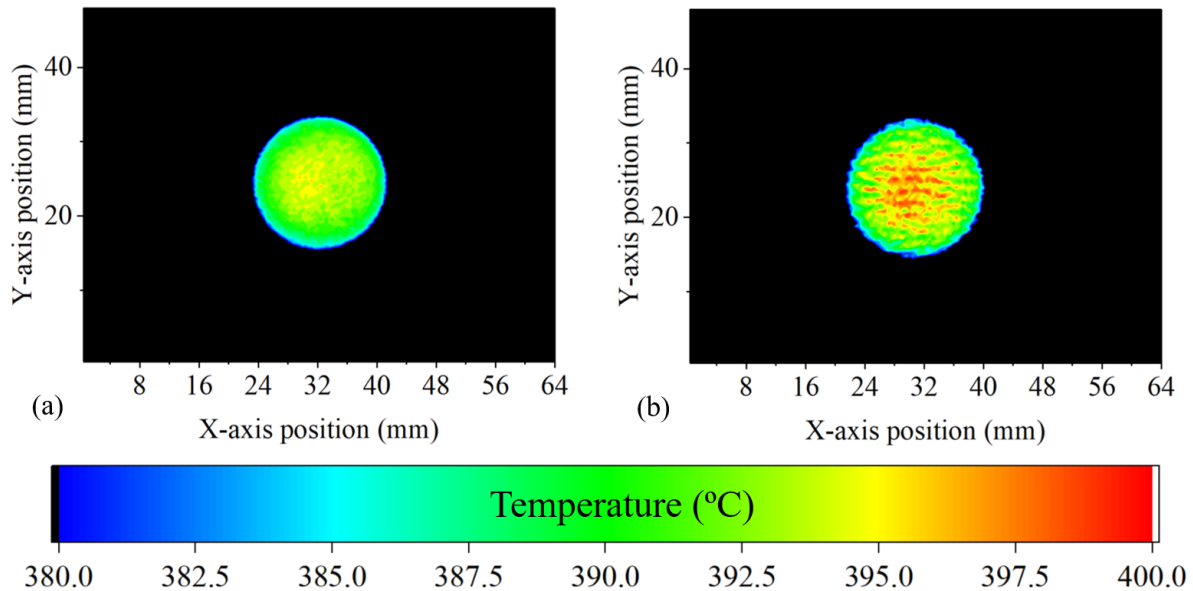 40
20
Y-axis position (mm)
8 16 24 32 40 48 56 64
X-axis position (mm)
(a)
40
20
Y-axis position (mm)
8 16 24 32 40 48 56 64
X-axis position (mm)
(b)
Temperature (ºC)
380.0 382.5 385.0 387.5 390.0 392.5 395.0 397.5 400.0